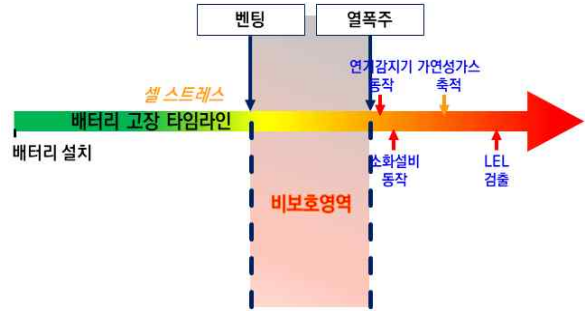 벤팅
열폭주
셀 스트레스
연기감지기
동작
가연성가스
축적
배터리 고장 타임라인
배터리 설치
소화설비
동작
LEL
검출
비보호영역